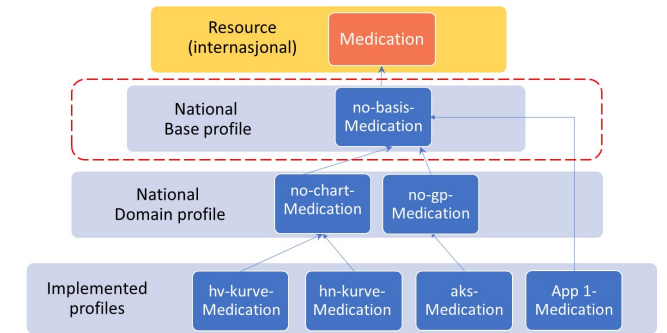 Resource
(internasjonal)
Medication
National
Base profile
no-basis-
Medication
National
Domain profile
no-chart-
Medication
no-gp-
Medication
Implemented
profiles
hv-kurve-
Medication
hn-kurve-
Medication
aks-
Medication
App 1-
Medication